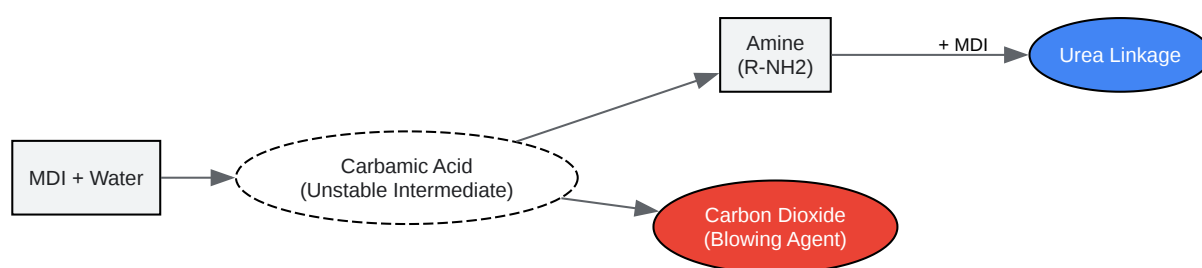 MDI + Water
Carbamic Acid
(Unstable Intermediate)
Amine
(R-NH2)
+ MDI
Urea Linkage
Carbon Dioxide
(Blowing Agent)